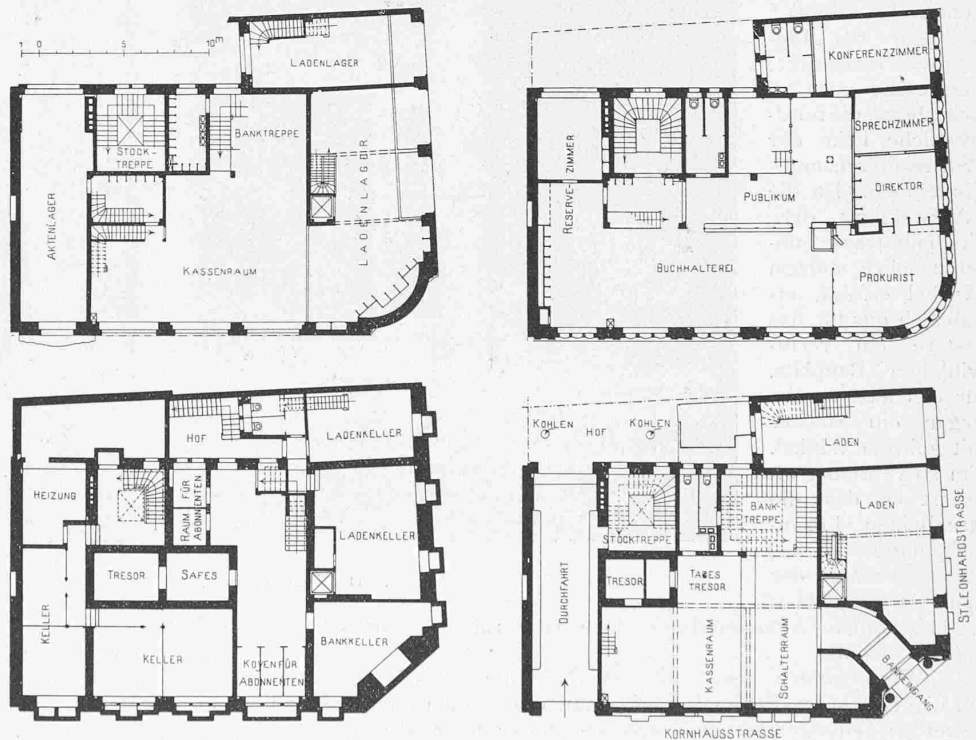 1 0 5 10 m
LADENLAGER
STOCK-
TREPPE
BANKTREPPE
AKTENLAGER
LADENLAGER
KASSENRAUM
KONFERENZZIMMER
SPRECHZIMMER
RESERVE-
ZIMMER
PUBLIKUM
DIREKTOR
BUCHHALTEREI
PROKURIST
HOF
LADENKELLER
HEIZUNG
RAUM FÜR
ABONNENTEN
LADENKELLER
TRESOR
SAFES
KELLER
KELLER
KOYEN FÜR
ABONNENTEN
BANKKELLER
KOHLEN
HOF
KOHLEN
LADEN
LADEN
STOCKTREPPE
BANK-
TREPPE
DURCHFAHRT
TRESOR
TAGES
TRESOR
KASSENRAUM
SCHALTERRAUM
BANKEINGANG
ST. LEONHARDSTRASSE
KORNHAUSSTRASSE